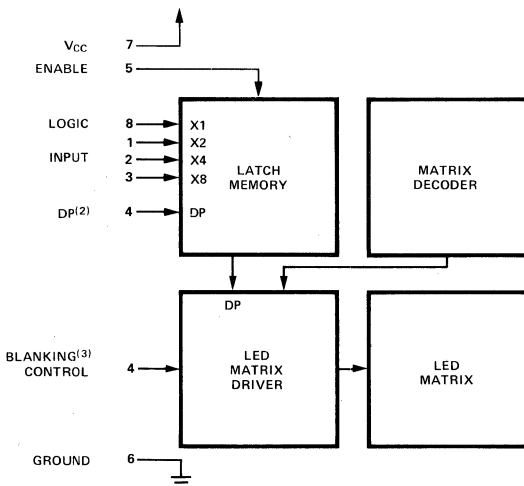 VCC 7
ENABLE 5
LOGIC 8 X1
1 X2
INPUT 2 X4
3 X8
DP(2) 4 DP
LATCH
MEMORY
MATRIX
DECODER
DP
BLANKING(3)
CONTROL 4
LED
MATRIX
DRIVER
LED
MATRIX
GROUND 6